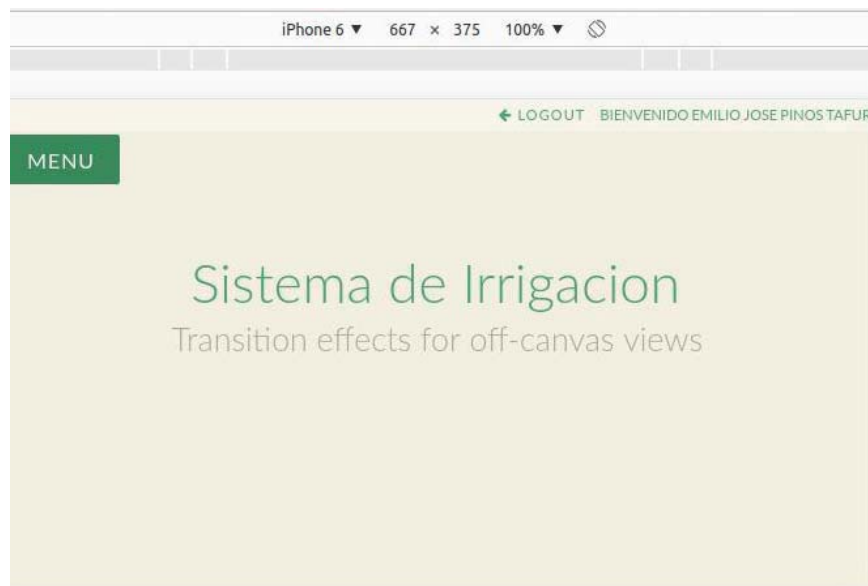 iPhone 6 ▼ 667 × 375 100% ▼
LOGOUT BIENVENIDO EMILIO JOSE PINOS TAFUR
MENU
Sistema de Irrigacion
Transition effects for off-canvas views